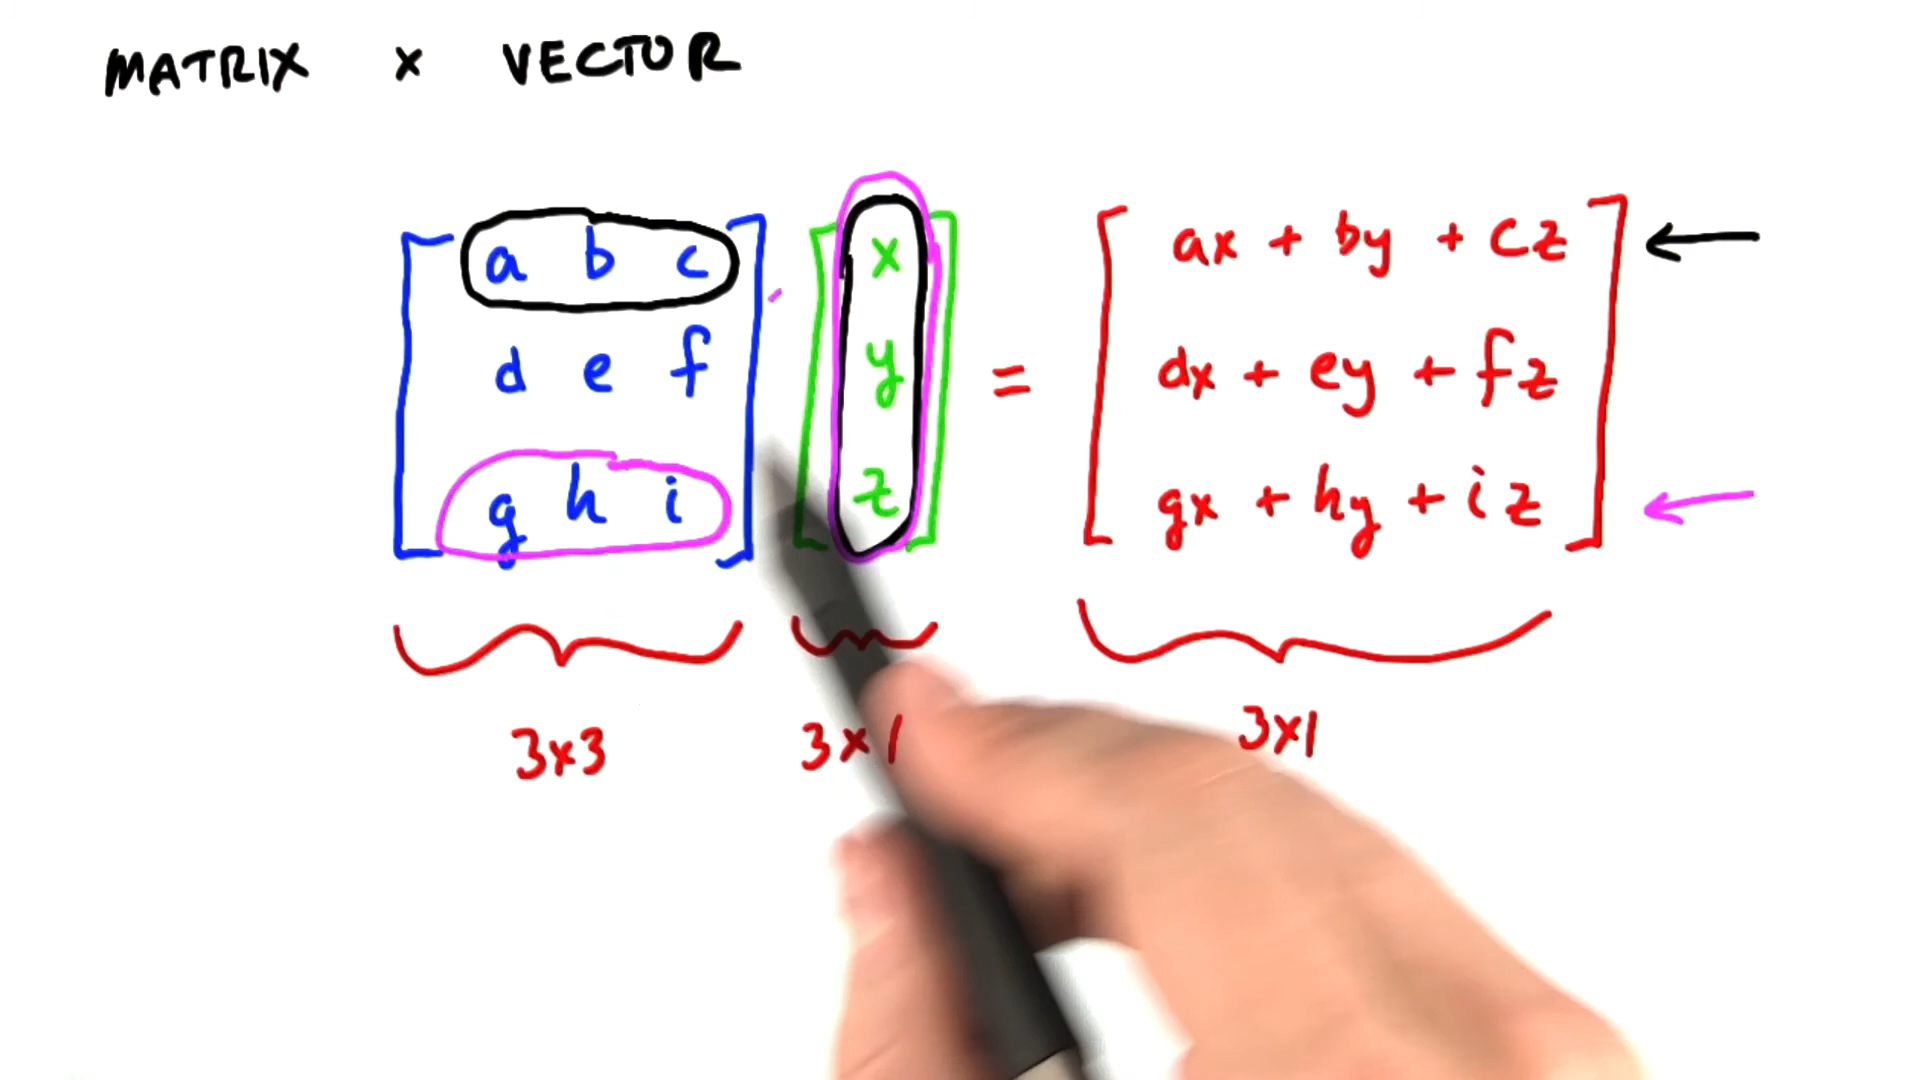 MATRIX x VECTOR
a b c x ax + by + cz
d e f y = dx + ey + fz
g h i z gx + hy + iz
3x3 3x1 3x1